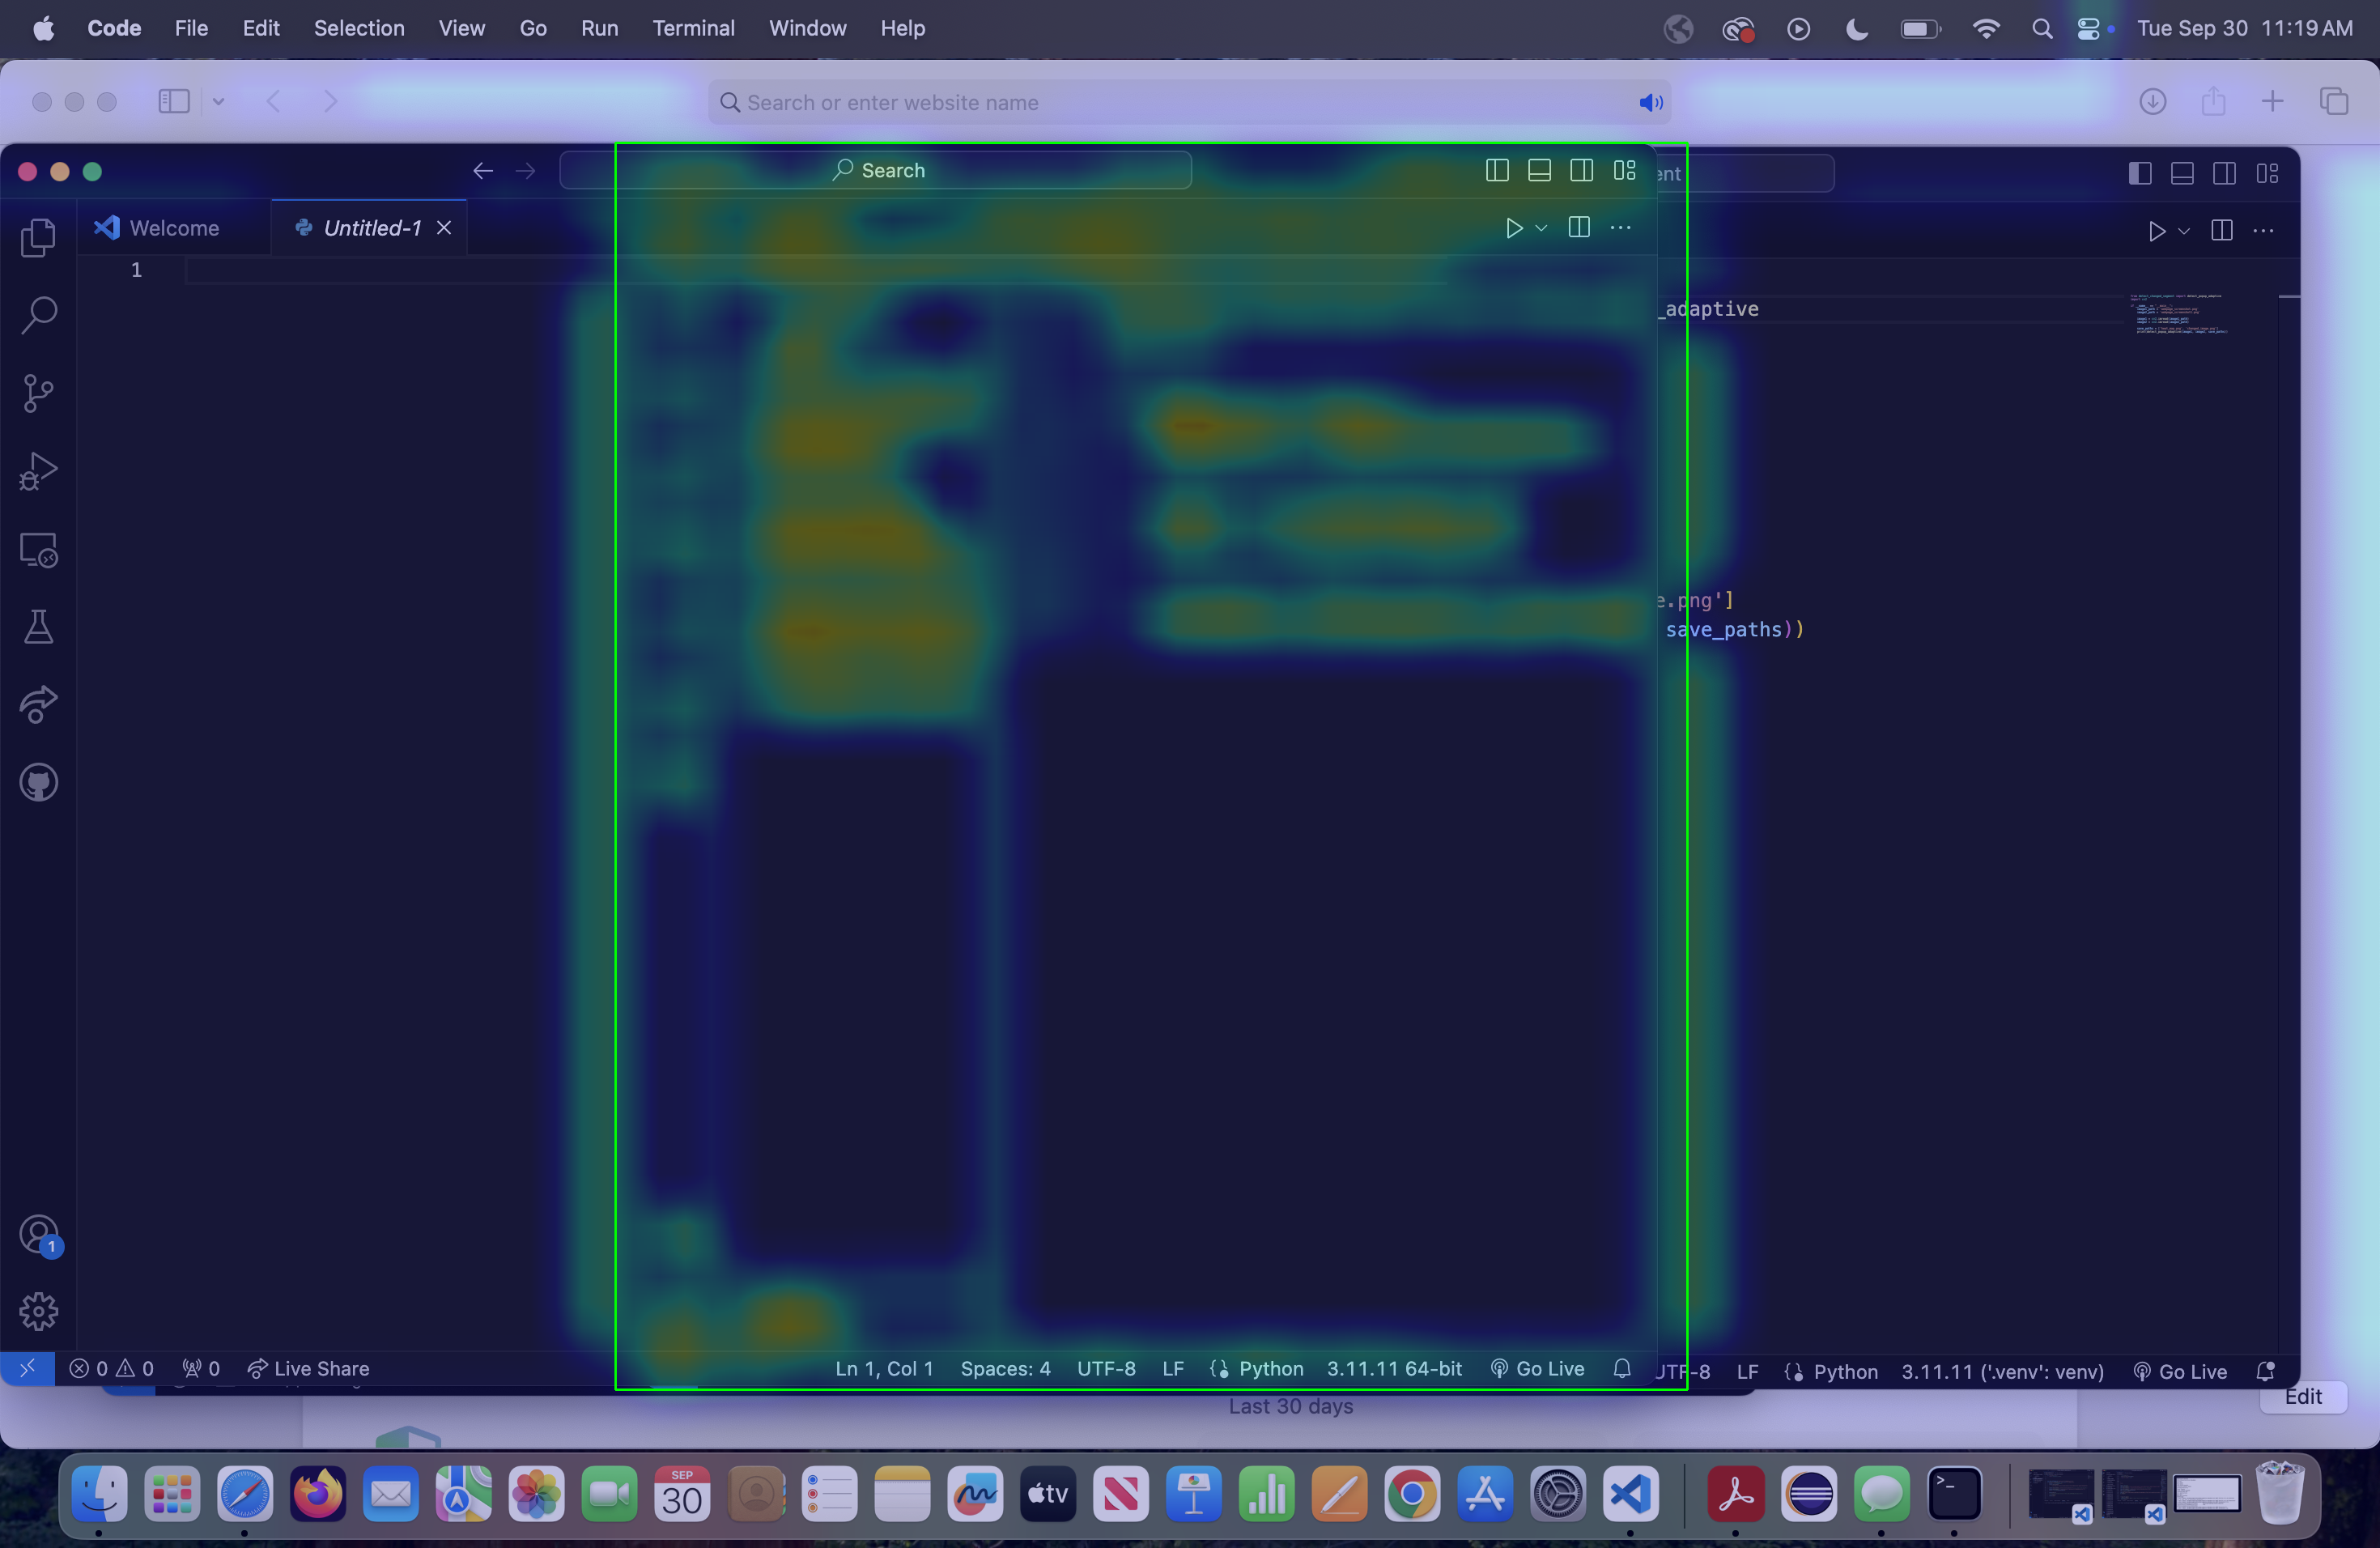 Code File Edit Selection View Go Run Terminal Window Help Tue Sep 30 11:19 AM
Search or enter website name
Search
ent
Welcome Untitled-1
1
_adaptive
e.png']
save_paths))
1
0 0 0 Live Share Ln 1, Col 1 Spaces: 4 UTF-8 LF Python 3.11.11 64-bit Go Live
UTF-8 LF Python 3.11.11 ('.venv': venv) Go Live
Edit
Last 30 days
SEP
30
tv